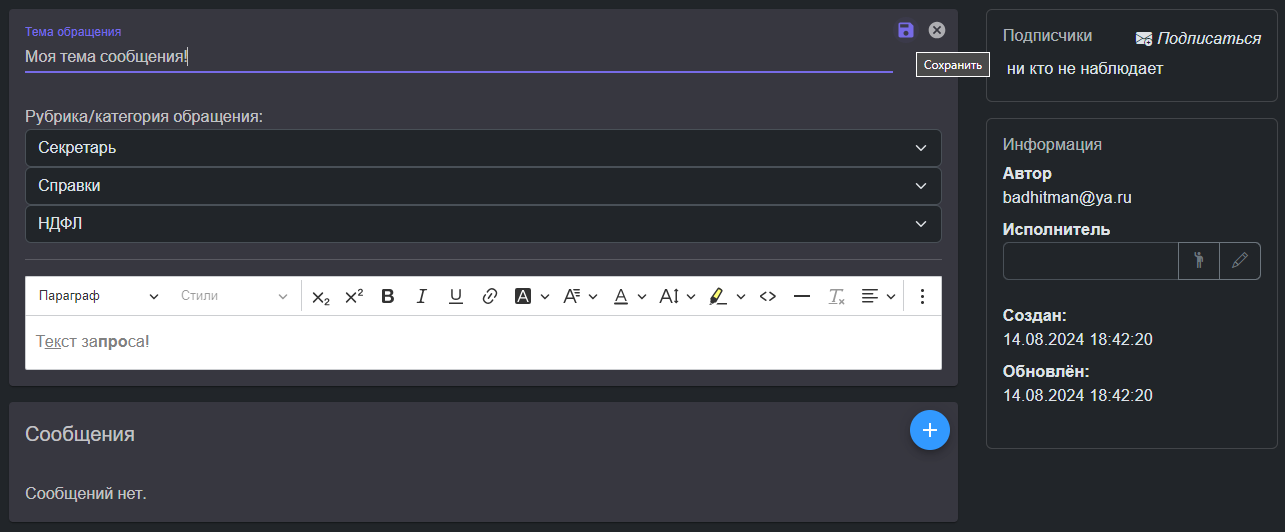 Тема обращения
Моя тема сообщения!
Сохранить
Рубрика/категория обращения:
Секретарь
Справки
НДФЛ
Параграф
Стили
Текст запроса!
Сообщения
Сообщений нет.
Подписчики
Подписаться
ни кто не наблюдает
Информация
Автор
badhitman@ya.ru
Исполнитель
Создан:
14.08.2024 18:42:20
Обновлён:
14.08.2024 18:42:20